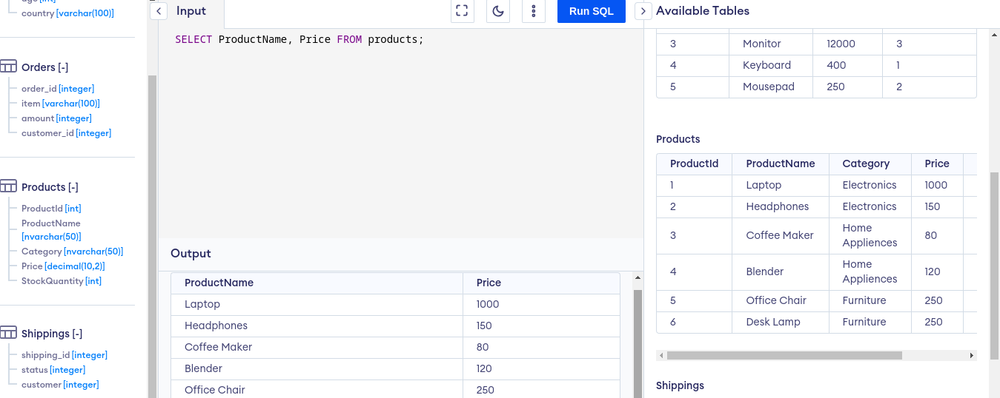 country [varchar(100)]
Orders [-]
order_id [integer]
item [varchar(100)]
amount [integer]
customer_id [integer]
Products [-]
ProductId [int]
ProductName
[nvarchar(50)]
Category [nvarchar(50)]
Price [decimal(10,2)]
StockQuantity [int]
Shippings [-]
shipping_id [integer]
status [integer]
customer [integer]
Input
Run SQL
SELECT ProductName, Price FROM products;
Output
ProductName Price
Laptop 1000
Headphones 150
Coffee Maker 80
Blender 120
Office Chair 250
Available Tables
3 Monitor 12000 3
4 Keyboard 400 1
5 Mousepad 250 2
Products
ProductId ProductName Category Price
1 Laptop Electronics 1000
2 Headphones Electronics 150
3 Coffee Maker Home Appliences 80
4 Blender Home Appliences 120
5 Office Chair Furniture 250
6 Desk Lamp Furniture 250
Shippings